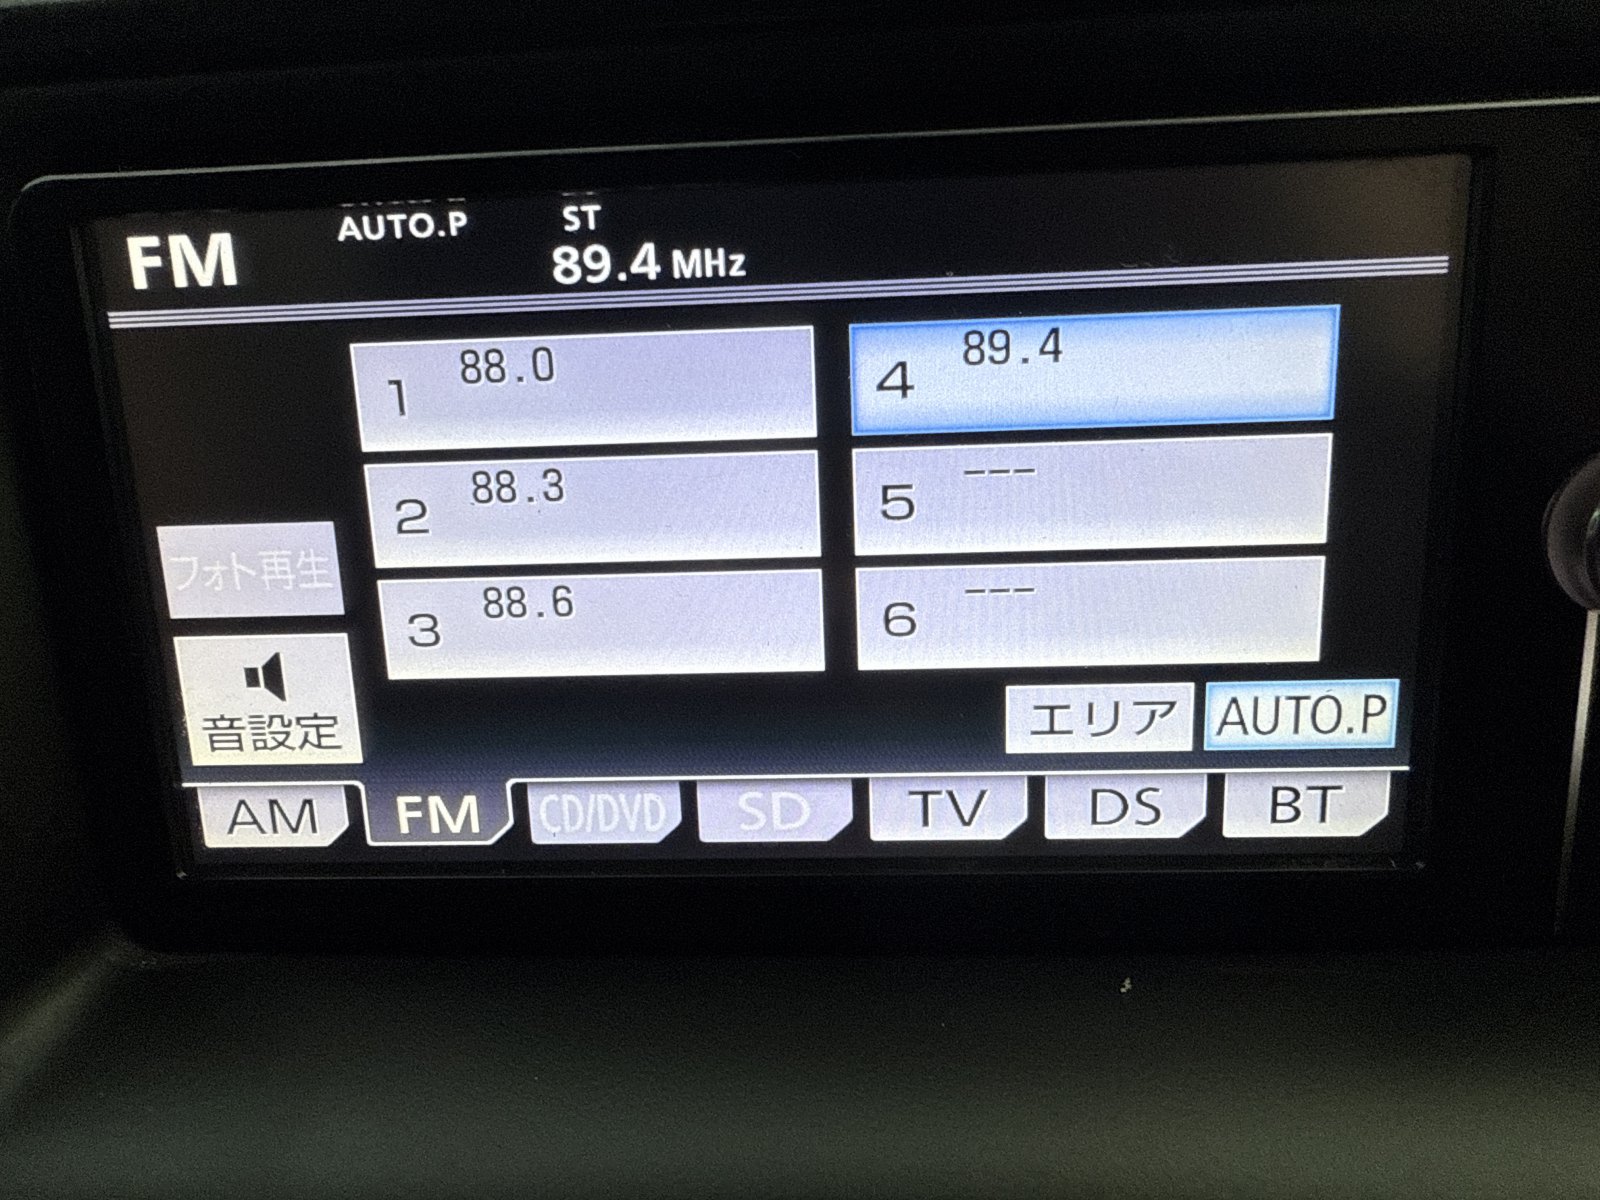 FM
AUTO.P
ST
89.4 MHz
1 88.0
4 89.4
2 88.3
5 ---
3 88.6
6 ---
フォト再生
音設定
エリア
AUTO.P
AM
FM
CD/DVD
SD
TV
DS
BT